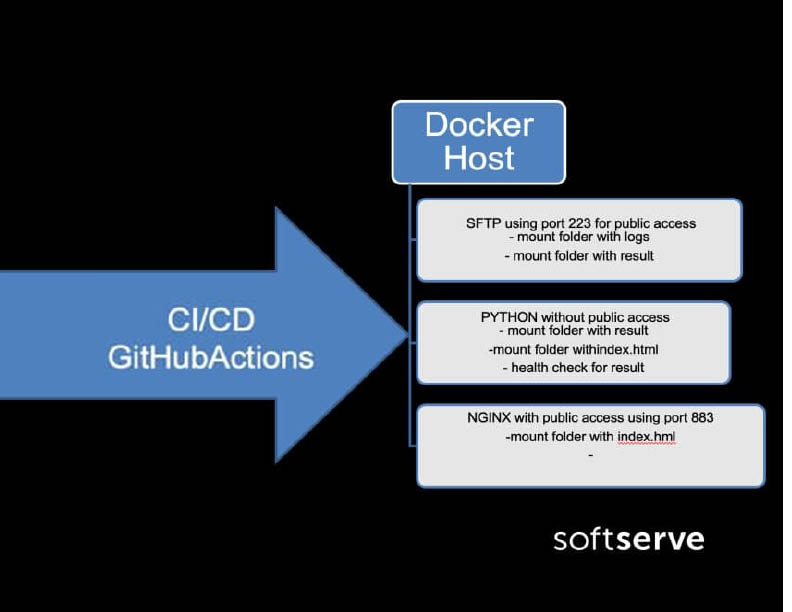 Docker
Host
SFTP using port 223 for public access
- mount folder with logs
- mount folder with result
CI/CD
GitHubActions
PYTHON without public access
- mount folder with result
-mount folder withindex.html
- health check for result
NGINX with public access using port 883
-mount folder with index.hml
-
softserve